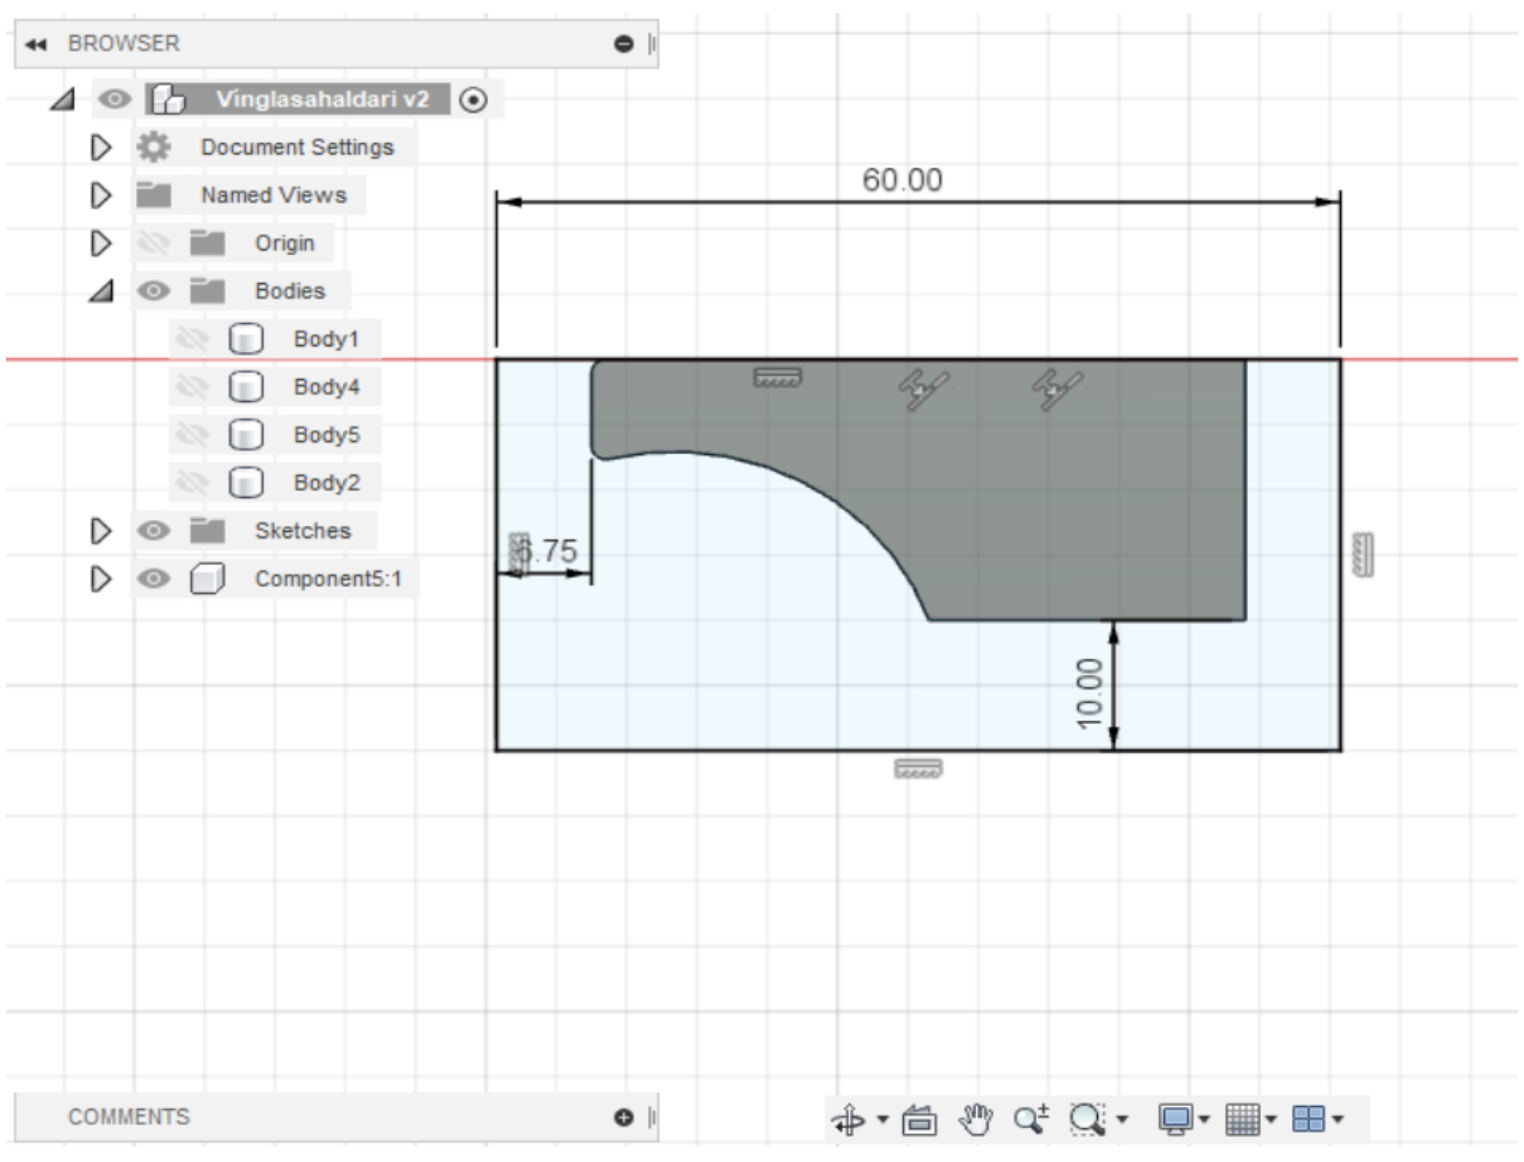 BROWSER
Vínglasahaldari v2
Document Settings
Named Views
Origin
Bodies
Body1
Body4
Body5
Body2
Sketches
Component5:1
60.00
6.75
10.00
COMMENTS